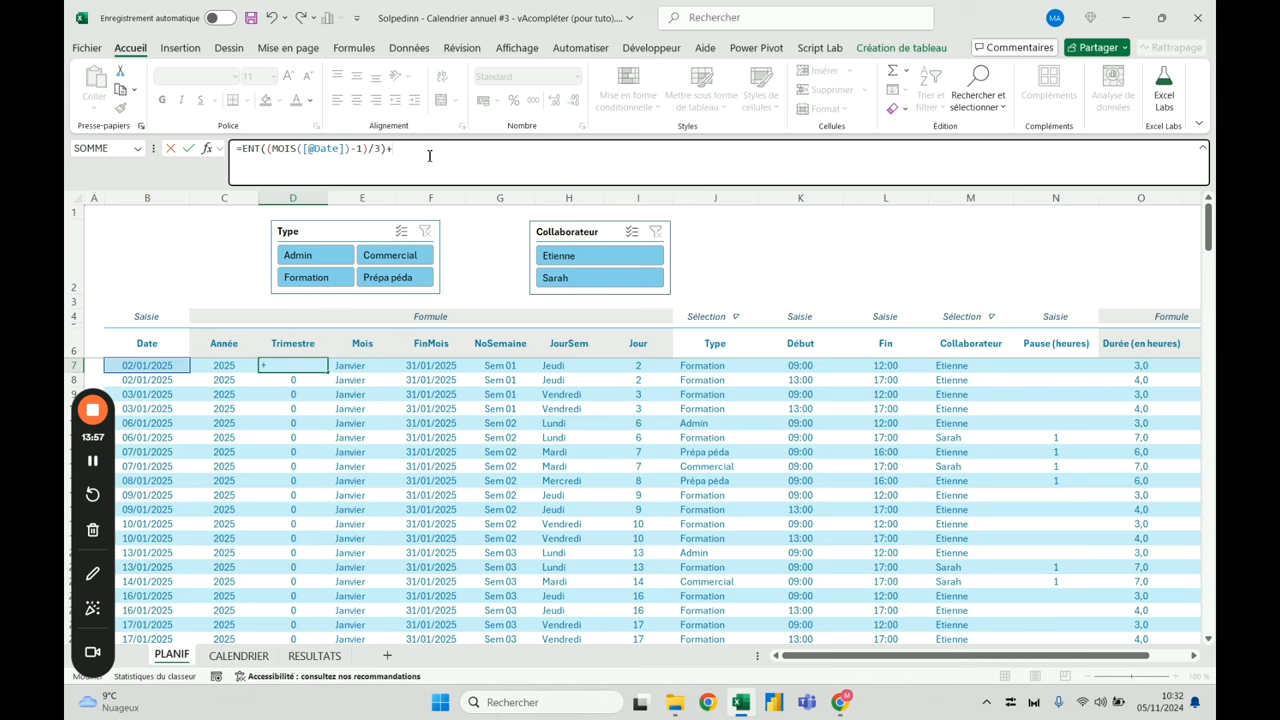 Enregistrement automatique
Solpedinn - Calendrier annuel #3 - vAcompléter (pour tuto)....
Rechercher
MA
Fichier Accueil Insertion Dessin Mise en page Formules Données Révision Affichage Automatiser Développeur Aide Power Pivot Script Lab Création de tableau Commentaires Partager Rattrapage
Coller
Presse-papiers
11
G I S
Police
Alignement
Standard
% 000
Nombre
Mise en forme conditionnelle
Mettre sous forme de tableau
Styles de cellules
Styles
Insérer
Supprimer
Format
Cellules
Trier et filtrer
Rechercher et sélectionner
Édition
Compléments
Compléments
Analyse de données
Excel Labs
Excel Labs
SOMME fx =ENT((MOIS([@Date])-1)/3)+
A B C D E F G H I J K L M N O
1
Type
Admin Commercial
Formation Prépa péda
Collaborateur
Etienne
Sarah
2
3
4 Saisie Formule Sélection Saisie Saisie Sélection Saisie Formule
6 Date Année Trimestre Mois FinMois NoSemaine JourSem Jour Type Début Fin Collaborateur Pause (heures) Durée (en heures)
7 02/01/2025 2025 + Janvier 31/01/2025 Sem 01 Jeudi 2 Formation 09:00 12:00 Etienne 3,0
8 02/01/2025 2025 0 Janvier 31/01/2025 Sem 01 Jeudi 2 Formation 13:00 17:00 Etienne 4,0
03/01/2025 2025 0 Janvier 31/01/2025 Sem 01 Vendredi 3 Formation 09:00 12:00 Etienne 3,0
03/01/2025 2025 0 Janvier 31/01/2025 Sem 01 Vendredi 3 Formation 13:00 17:00 Etienne 4,0
06/01/2025 2025 0 Janvier 31/01/2025 Sem 02 Lundi 6 Admin 09:00 12:00 Etienne 3,0
06/01/2025 2025 0 Janvier 31/01/2025 Sem 02 Lundi 6 Formation 09:00 17:00 Sarah 1 7,0
07/01/2025 2025 0 Janvier 31/01/2025 Sem 02 Mardi 7 Prépa péda 09:00 16:00 Etienne 1 6,0
07/01/2025 2025 0 Janvier 31/01/2025 Sem 02 Mardi 7 Commercial 09:00 17:00 Sarah 1 7,0
08/01/2025 2025 0 Janvier 31/01/2025 Sem 02 Mercredi 8 Prépa péda 09:00 16:00 Etienne 1 6,0
09/01/2025 2025 0 Janvier 31/01/2025 Sem 02 Jeudi 9 Formation 09:00 12:00 Etienne 3,0
09/01/2025 2025 0 Janvier 31/01/2025 Sem 02 Jeudi 9 Formation 13:00 17:00 Etienne 4,0
10/01/2025 2025 0 Janvier 31/01/2025 Sem 02 Vendredi 10 Formation 09:00 12:00 Etienne 3,0
10/01/2025 2025 0 Janvier 31/01/2025 Sem 02 Vendredi 10 Formation 13:00 17:00 Etienne 4,0
13/01/2025 2025 0 Janvier 31/01/2025 Sem 03 Lundi 13 Admin 09:00 12:00 Etienne 3,0
13/01/2025 2025 0 Janvier 31/01/2025 Sem 03 Lundi 13 Formation 09:00 17:00 Sarah 1 7,0
14/01/2025 2025 0 Janvier 31/01/2025 Sem 03 Mardi 14 Commercial 09:00 17:00 Sarah 1 7,0
16/01/2025 2025 0 Janvier 31/01/2025 Sem 03 Jeudi 16 Formation 09:00 12:00 Etienne 3,0
16/01/2025 2025 0 Janvier 31/01/2025 Sem 03 Jeudi 16 Formation 13:00 17:00 Etienne 4,0
17/01/2025 2025 0 Janvier 31/01/2025 Sem 03 Vendredi 17 Formation 09:00 12:00 Etienne 3,0
17/01/2025 2025 0 Janvier 31/01/2025 Sem 03 Vendredi 17 Formation 13:00 17:00 Etienne 4,0
13:57
PLANIF CALENDRIER RESULTATS
Modifier Statistiques du classeur Accessibilité : consultez nos recommandations 100 %
9°C
Nuageux
Rechercher
10:32
05/11/2024